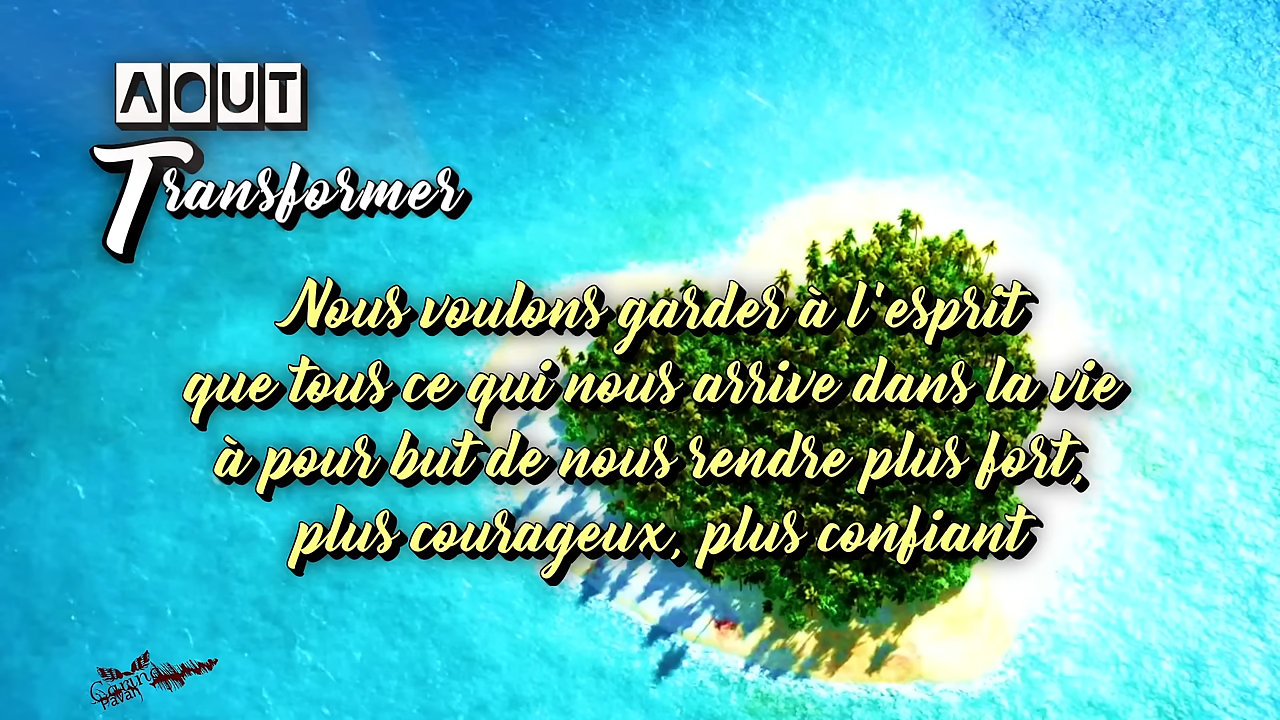 AOUT
Transformer
Nous voulons garder à l'esprit
que tous ce qui nous arrive dans la vie
à pour but de nous rendre plus fort,
plus courageux, plus confiant
Pavan